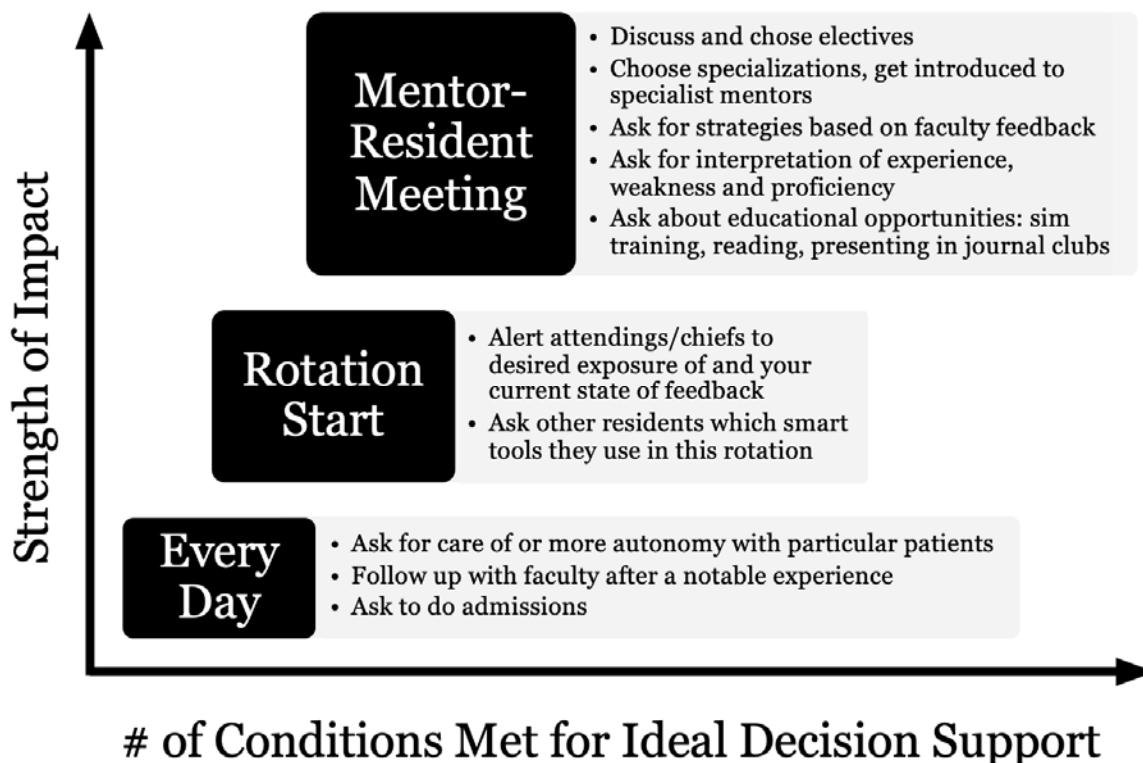 Strength of Impact
Mentor-
Resident
Meeting
• Discuss and chose electives
• Choose specializations, get introduced to
specialist mentors
• Ask for strategies based on faculty feedback
• Ask for interpretation of experience,
weakness and proficiency
• Ask about educational opportunities: sim
training, reading, presenting in journal clubs
Rotation
Start
• Alert attendings/chiefs to
desired exposure of and your
current state of feedback
• Ask other residents which smart
tools they use in this rotation
Every
Day
• Ask for care of or more autonomy with particular patients
• Follow up with faculty after a notable experience
• Ask to do admissions
# of Conditions Met for Ideal Decision Support